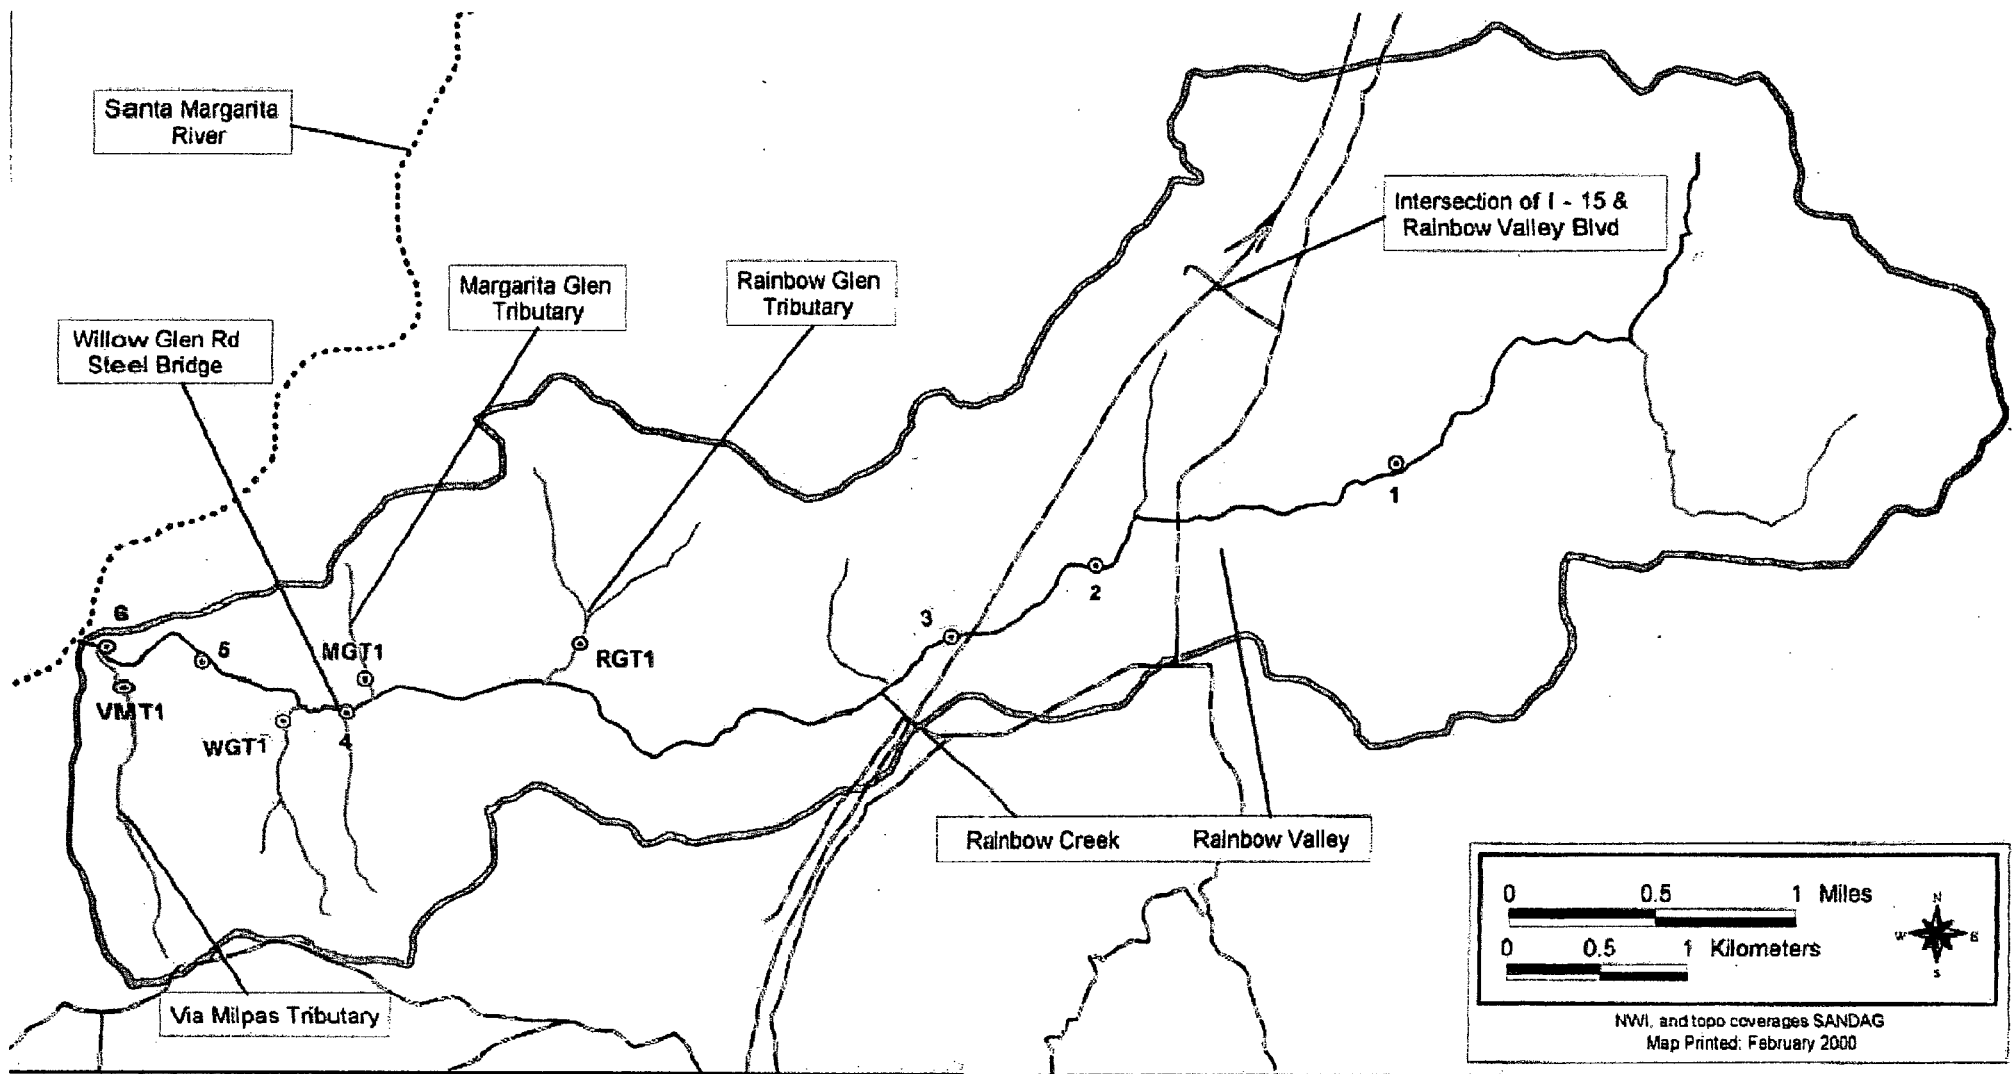 Santa Margarita
River
Intersection of I - 15 &
Rainbow Valley Blvd
Margarita Glen
Tributary
Rainbow Glen
Tributary
Willow Glen Rd
Steel Bridge
1
2
3
6
5
MGT1
RGT1
VMT1
WGT1
4
Rainbow Creek
Rainbow Valley
Via Milpas Tributary
0 0.5 1 Miles
0 0.5 1 Kilometers
N
W E
S
NWI, and topo coverages SANDAG
Map Printed: February 2000